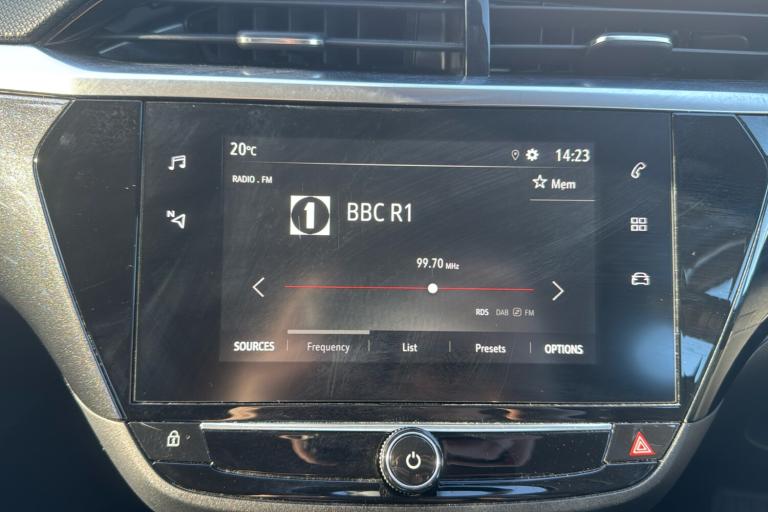 20°C
14:23
RADIO . FM
Mem
1
BBC R1
N
99.70 MHz
RDS DAB FM
SOURCES Frequency List Presets OPTIONS